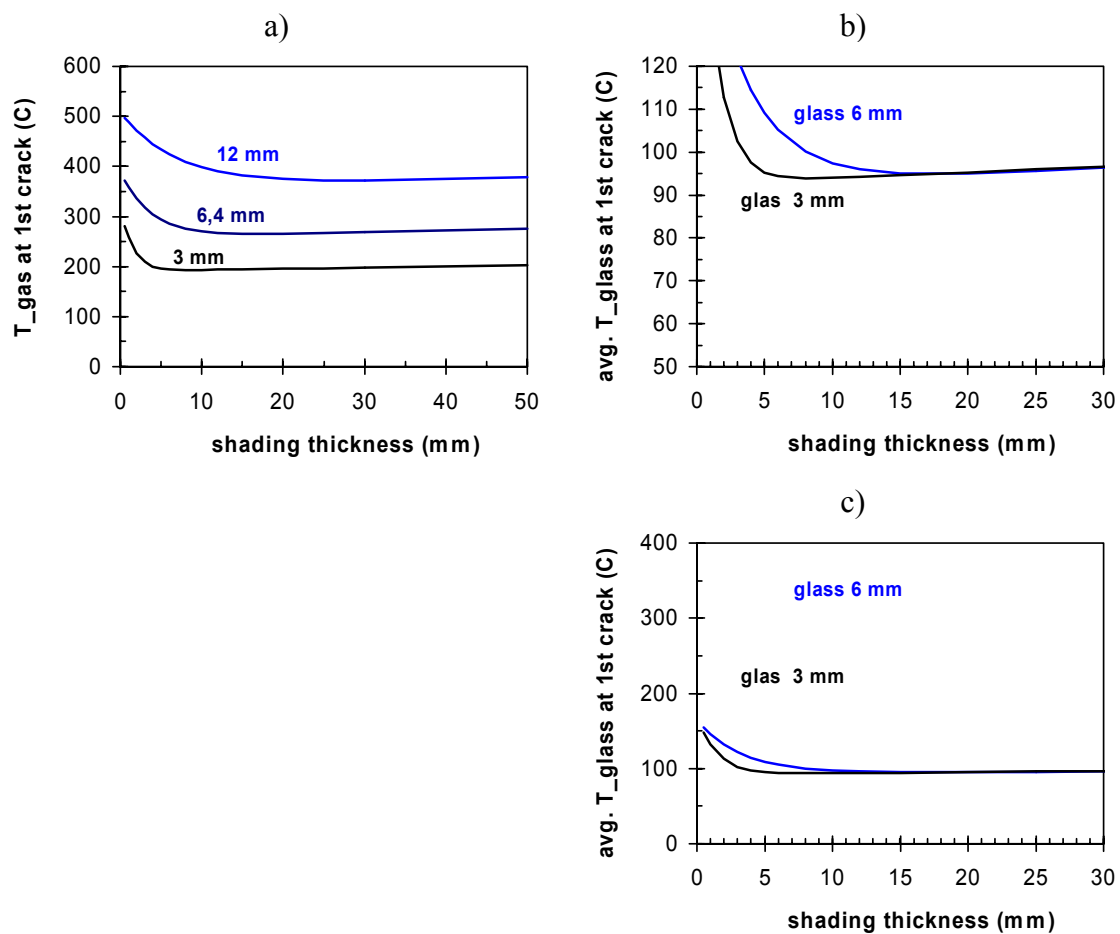 a)
T_gas at 1st crack (C)
600
500
400
300
200
100
0
12 mm
6,4 mm
3 mm
0 10 20 30 40 50
shading thickness (mm)
b)
avg. T_glass at 1st crack (C)
120
110
100
90
80
70
60
50
glass 6 mm
glas 3 mm
0 5 10 15 20 25 30
shading thickness (mm)
c)
avg. T_glass at 1st crack (C)
400
300
200
100
0
glass 6 mm
glas 3 mm
0 5 10 15 20 25 30
shading thickness (mm)